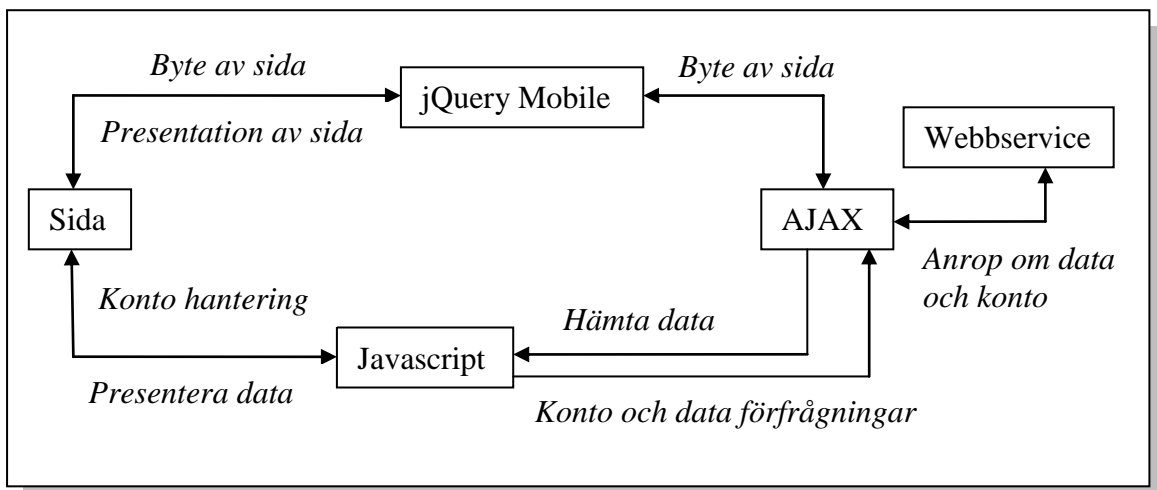 Byte av sida
Byte av sida
jQuery Mobile
Presentation av sida
Webbservice
Sida
AJAX
Anrop om data
och konto
Konto hantering
Hämta data
Javascript
Presentera data
Konto och data förfrågningar